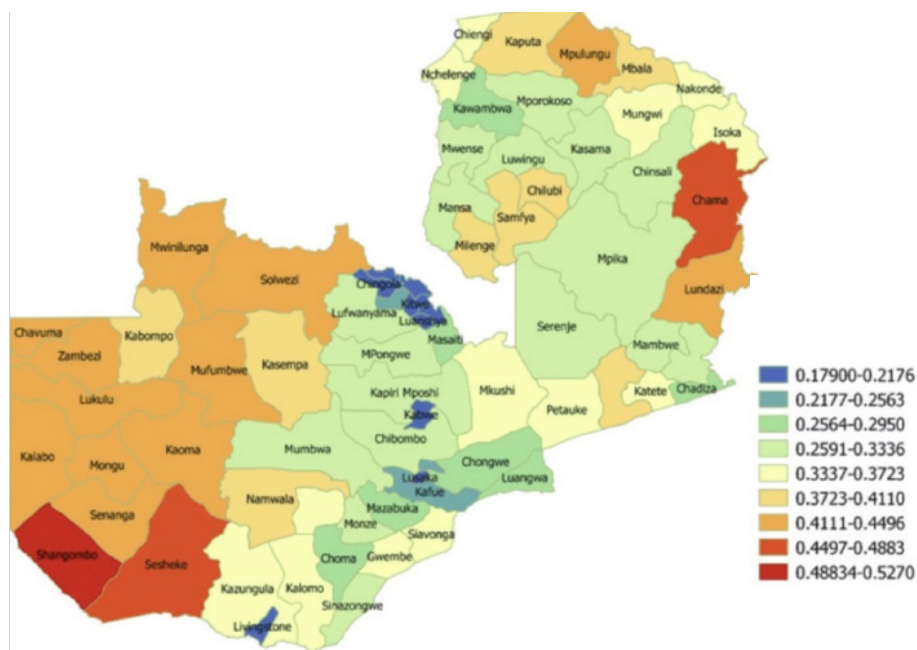 Chiengi
Kaputa
Mpulungu
Mbala
Nchelenge
Nakonde
Kawambwa
Mporokoso
Mungwi
Isoka
Mwense
Kasama
Luwingu
Chinsali
Chama
Chilubi
Mansa
Samfya
Milenge
Mwinilunga
Mpika
Solwezi
Chingola
Lundazi
Kitwe
Lufwanyama
Luanshya
Chavuma
Kabompo
Masaiti
Serenje
Mambwe
Zambezi
Kasempa
MPongwe
Mufumbwe
Kapiri Mposhi
Mkushi
Katete
Chadiza
Lukulu
Petauke
Kabwe
Kaoma
Mumbwa
Chibombo
Kalabo
Mongu
Chongwe
Lusaka
Luangwa
Kafue
Namwala
Mazabuka
Senanga
Monze
Siavonga
Shangombo
Sesheke
Choma
Gwembe
Kazungula
Kalomo
Sinazongwe
Livingstone
0.17900-0.2176
0.2177-0.2563
0.2564-0.2950
0.2591-0.3336
0.3337-0.3723
0.3723-0.4110
0.4111-0.4496
0.4497-0.4883
0.48834-0.5270